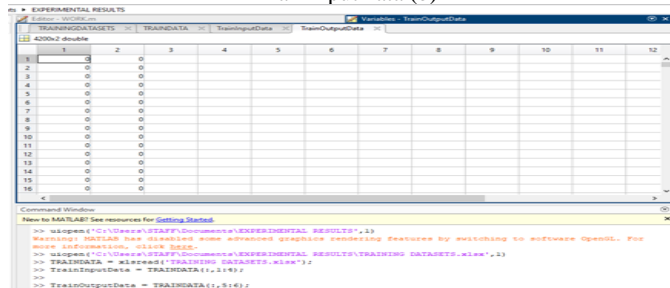 EXPERIMENTAL RESULTS
Editor - WORK.m
Variables - TrainOutputData
TRAININGDATASETS
TRAINDATA
TrainInputData
TrainOutputData
4200x2 double
1 2 3 4 5 6 7 8 9 10 11 12
1 0 0
2 0 0
3 0 0
4 0 0
5 0 0
6 0 0
7 0 0
8 0 0
9 0 0
10 0 0
11 0 0
12 0 0
13 0 0
14 0 0
15 0 0
16 0 0
Command Window
New to MATLAB? See resources for Getting Started.
>> uiopen('C:\Users\STAFF\Documents\EXPERIMENTAL RESULTS',1)
Warning: MATLAB has disabled some advanced graphics rendering features by switching to software OpenGL. For
more information, click here.
>> uiopen('C:\Users\STAFF\Documents\EXPERIMENTAL RESULTS\TRAINING DATASETS.xlsx',1)
>> TRAINDATA = xlsread('TRAINING DATASETS.xlsx');
>> TrainInputData = TRAINDATA(:,1:4);
>>
>> TrainOutputData = TRAINDATA(:,5:6);